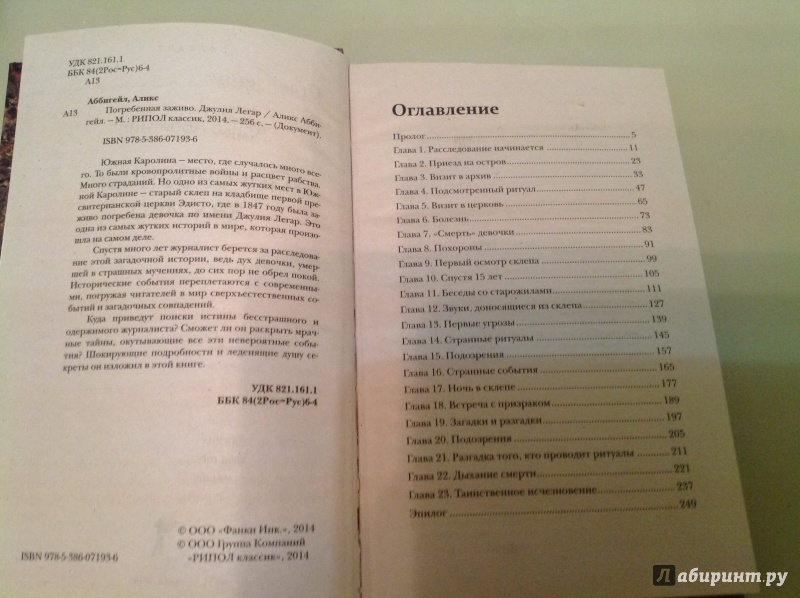 УДК 821.161.1
ББК 84(2Рос=Рус)6-4
А13
Аббигейл, Аликс
А13 Погребенная заживо. Джулия Легар / Аликс Абби-
гейл. – М. : РИПОЛ классик, 2014. – 256 с. – (Документ).
ISBN 978-5-386-07193-6
Южная Каролина – место, где случалось много все-
го. То были кровопролитные войны и расцвет рабства.
Много страданий. Но одно из самых жутких мест в Юж-
ной Каролине – старый склеп на кладбище первой пре-
свитерианской церкви Эдисто, где в 1847 году была за-
живо погребена девочка по имени Джулия Легар. Это
одна из самых жутких историй в мире, которая произо-
шла на самом деле.
Спустя много лет журналист берется за расследова-
ние этой загадочной истории, ведь дух девочки, умер-
шей в страшных мучениях, до сих пор не обрел покой.
Исторические события переплетаются с современны-
ми, погружая читателей в мир сверхъестественных со-
бытий и загадочных совпадений.
Куда приведут поиски истины бесстрашного и
одержимого журналиста? Сможет ли он раскрыть мрач-
ные тайны, окутывающие все эти невероятные собы-
тия? Шокирующие подробности и леденящие душу се-
креты он изложил в этой книге.
УДК 821.161.1
ББК 84(2Рос=Рус)6-4
© ООО «Фанки Инк.», 2014
© ООО Группа Компаний
ISBN 978-5-386-07193-6 «РИПОЛ классик», 2014
Оглавление
Пролог 5
Глава 1. Расследование начинается 11
Глава 2. Приезд на остров 23
Глава 3. Визит в архив 33
Глава 4. Подсмотренный ритуал 47
Глава 5. Визит в церковь 65
Глава 6. Болезнь 73
Глава 7. «Смерть» девочки 83
Глава 8. Похороны 91
Глава 9. Первый осмотр склепа 99
Глава 10. Спустя 15 лет 105
Глава 11. Беседы со старожилами 115
Глава 12. Звуки, доносящиеся из склепа 127
Глава 13. Первые угрозы 139
Глава 14. Странные ритуалы 145
Глава 15. Подозрения 157
Глава 16. Странные события 165
Глава 17. Ночь в склепе 177
Глава 18. Встреча с призраком 189
Глава 19. Загадки и разгадки 197
Глава 20. Подозрения 205
Глава 21. Разгадка того, кто проводит ритуалы 211
Глава 22. Дыхание смерти 221
Глава 23. Таинственное исчезновение 237
Эпилог 249
Лабиринт.ру